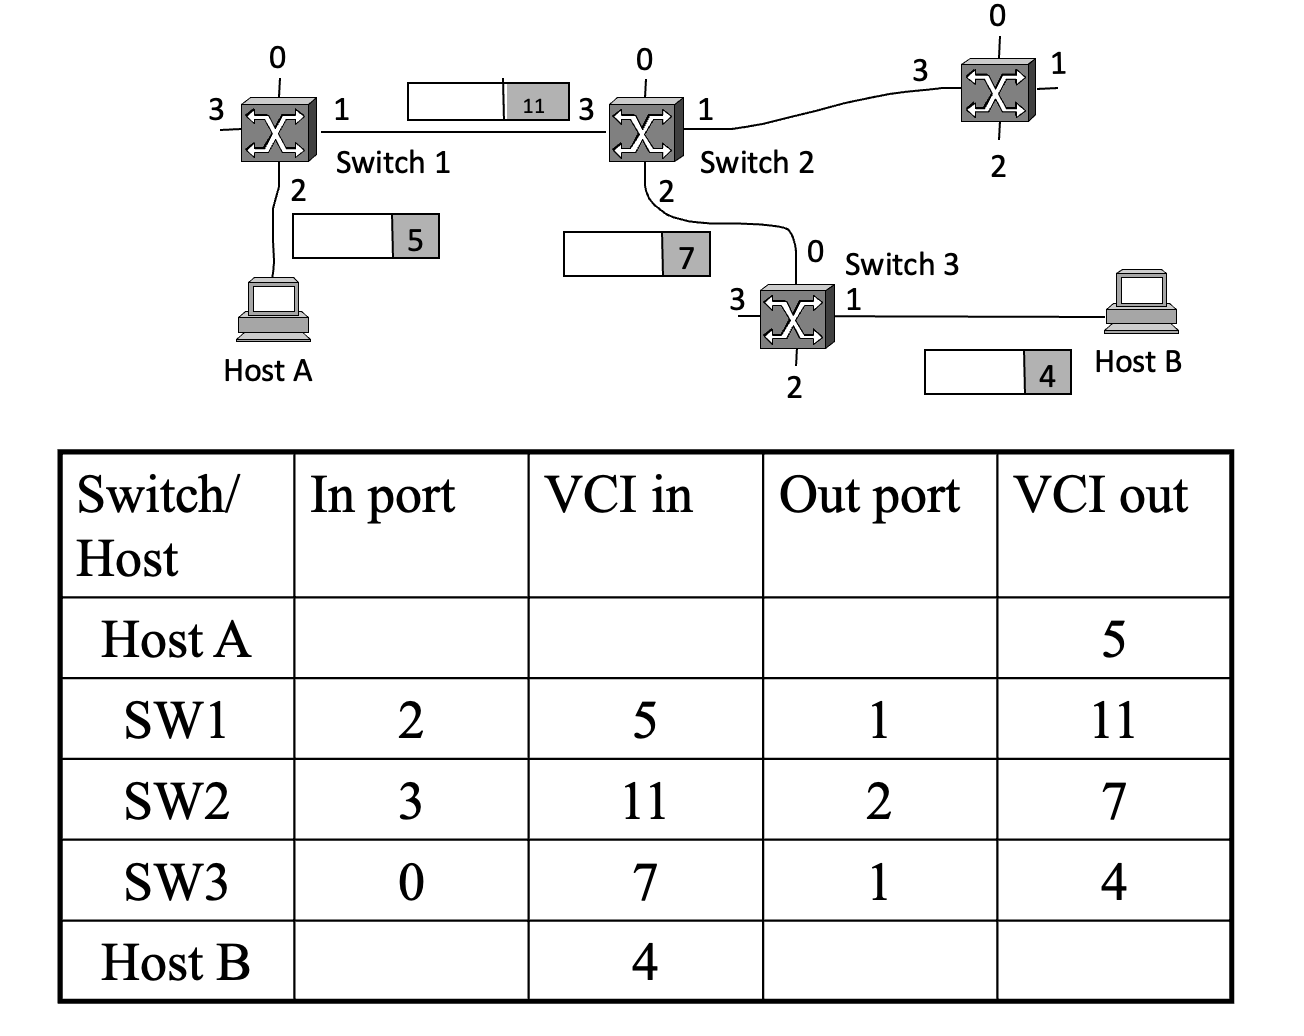 0
0
0
3
1
11
3
1
3
1
Switch 1
Switch 2
2
2
2
5
7
0
Switch 3
3
1
Host A
2
4
Host B
Switch/ In port VCI in Out port VCI out
Host
Host A 5
SW1 2 5 1 11
SW2 3 11 2 7
SW3 0 7 1 4
Host B 4